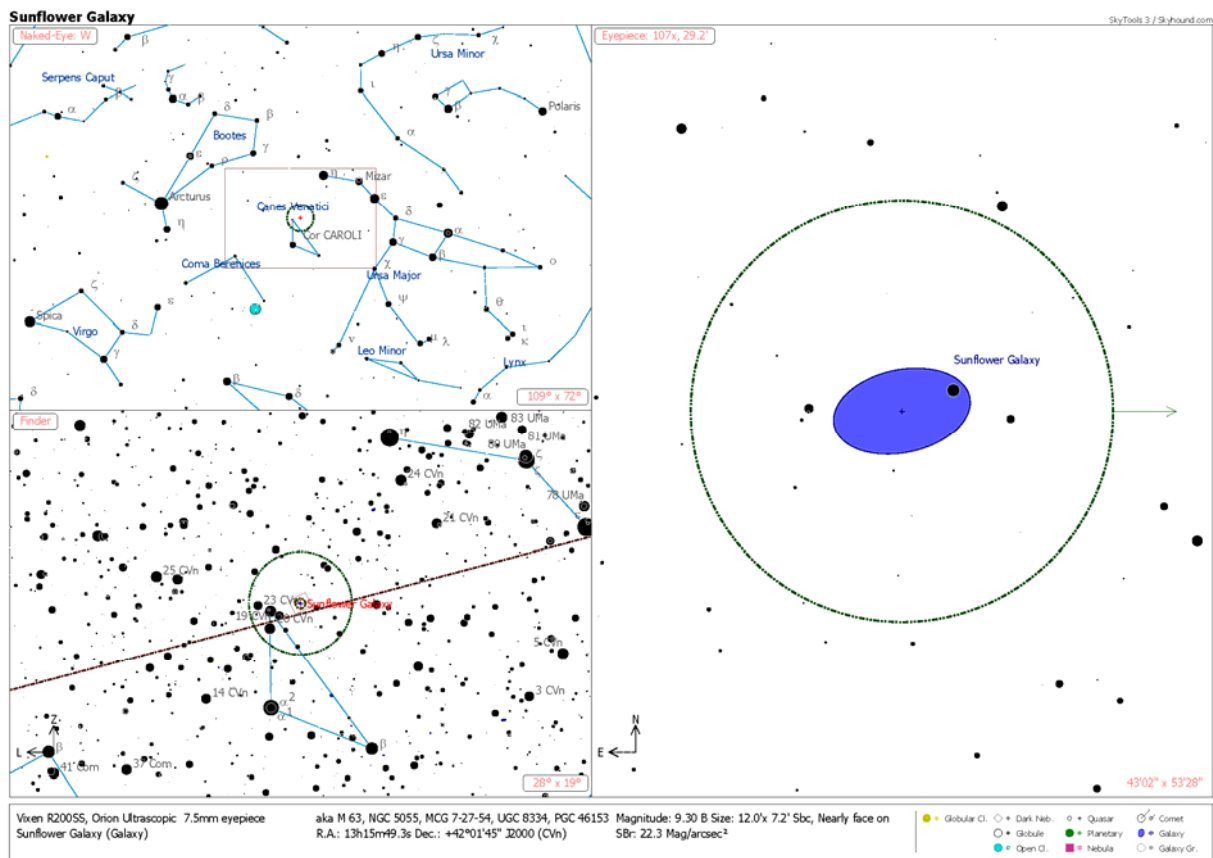 Sunflower Galaxy
SkyTools 3 / Skyhound.com
Naked-Eye: W
β
ζ
χ
η
Ursa Minor
Serpens Caput
γ
ι
β
α
β
γ
Polaris
α
δ
β
β
α
Bootes
ε
ρ
γ
ζ
η
Mizar
Arcturus
ε
Canes Venatici
δ
η
Cor CAROLI
α
γ
β
Coma Berenices
χ
ο
Ursa Major
ζ
ε
ψ
θ
Spica
δ
Virgo
μ
λ
ι
κ
γ
ν
Leo Minor
Lynx
β
δ
α
δ
109° x 72°
Finder
82 UMa
83 UMa
η
81 UMa
80 UMa
ζ
24 CVn
78 UMa
21 CVn
ε
25 CVn
23 CVn
Sunflower Galaxy
19 CVn
20 CVn
5 CVn
14 CVn
α2
α1
3 CVn
Z
L
β
β
41 Com
37 Com
28° x 19°
Eyepiece: 107x, 29.2'
Sunflower Galaxy
N
E
43'02" x 53'28"
Vixen R200SS, Orion Ultrascopic 7.5mm eyepiece
Sunflower Galaxy (Galaxy)
aka M 63, NGC 5055, MCG 7-27-54, UGC 8334, PGC 46153 Magnitude: 9.30 B Size: 12.0'x 7.2' Sbc, Nearly face on
R.A.: 13h15m49.3s Dec.: +42°01'45" J2000 (CVn) SBr: 22.3 Mag/arcsec²
Globular Cl. Dark Neb. Quasar Comet
Globule Planetary Galaxy
Open Cl. Nebula Galaxy Gr.